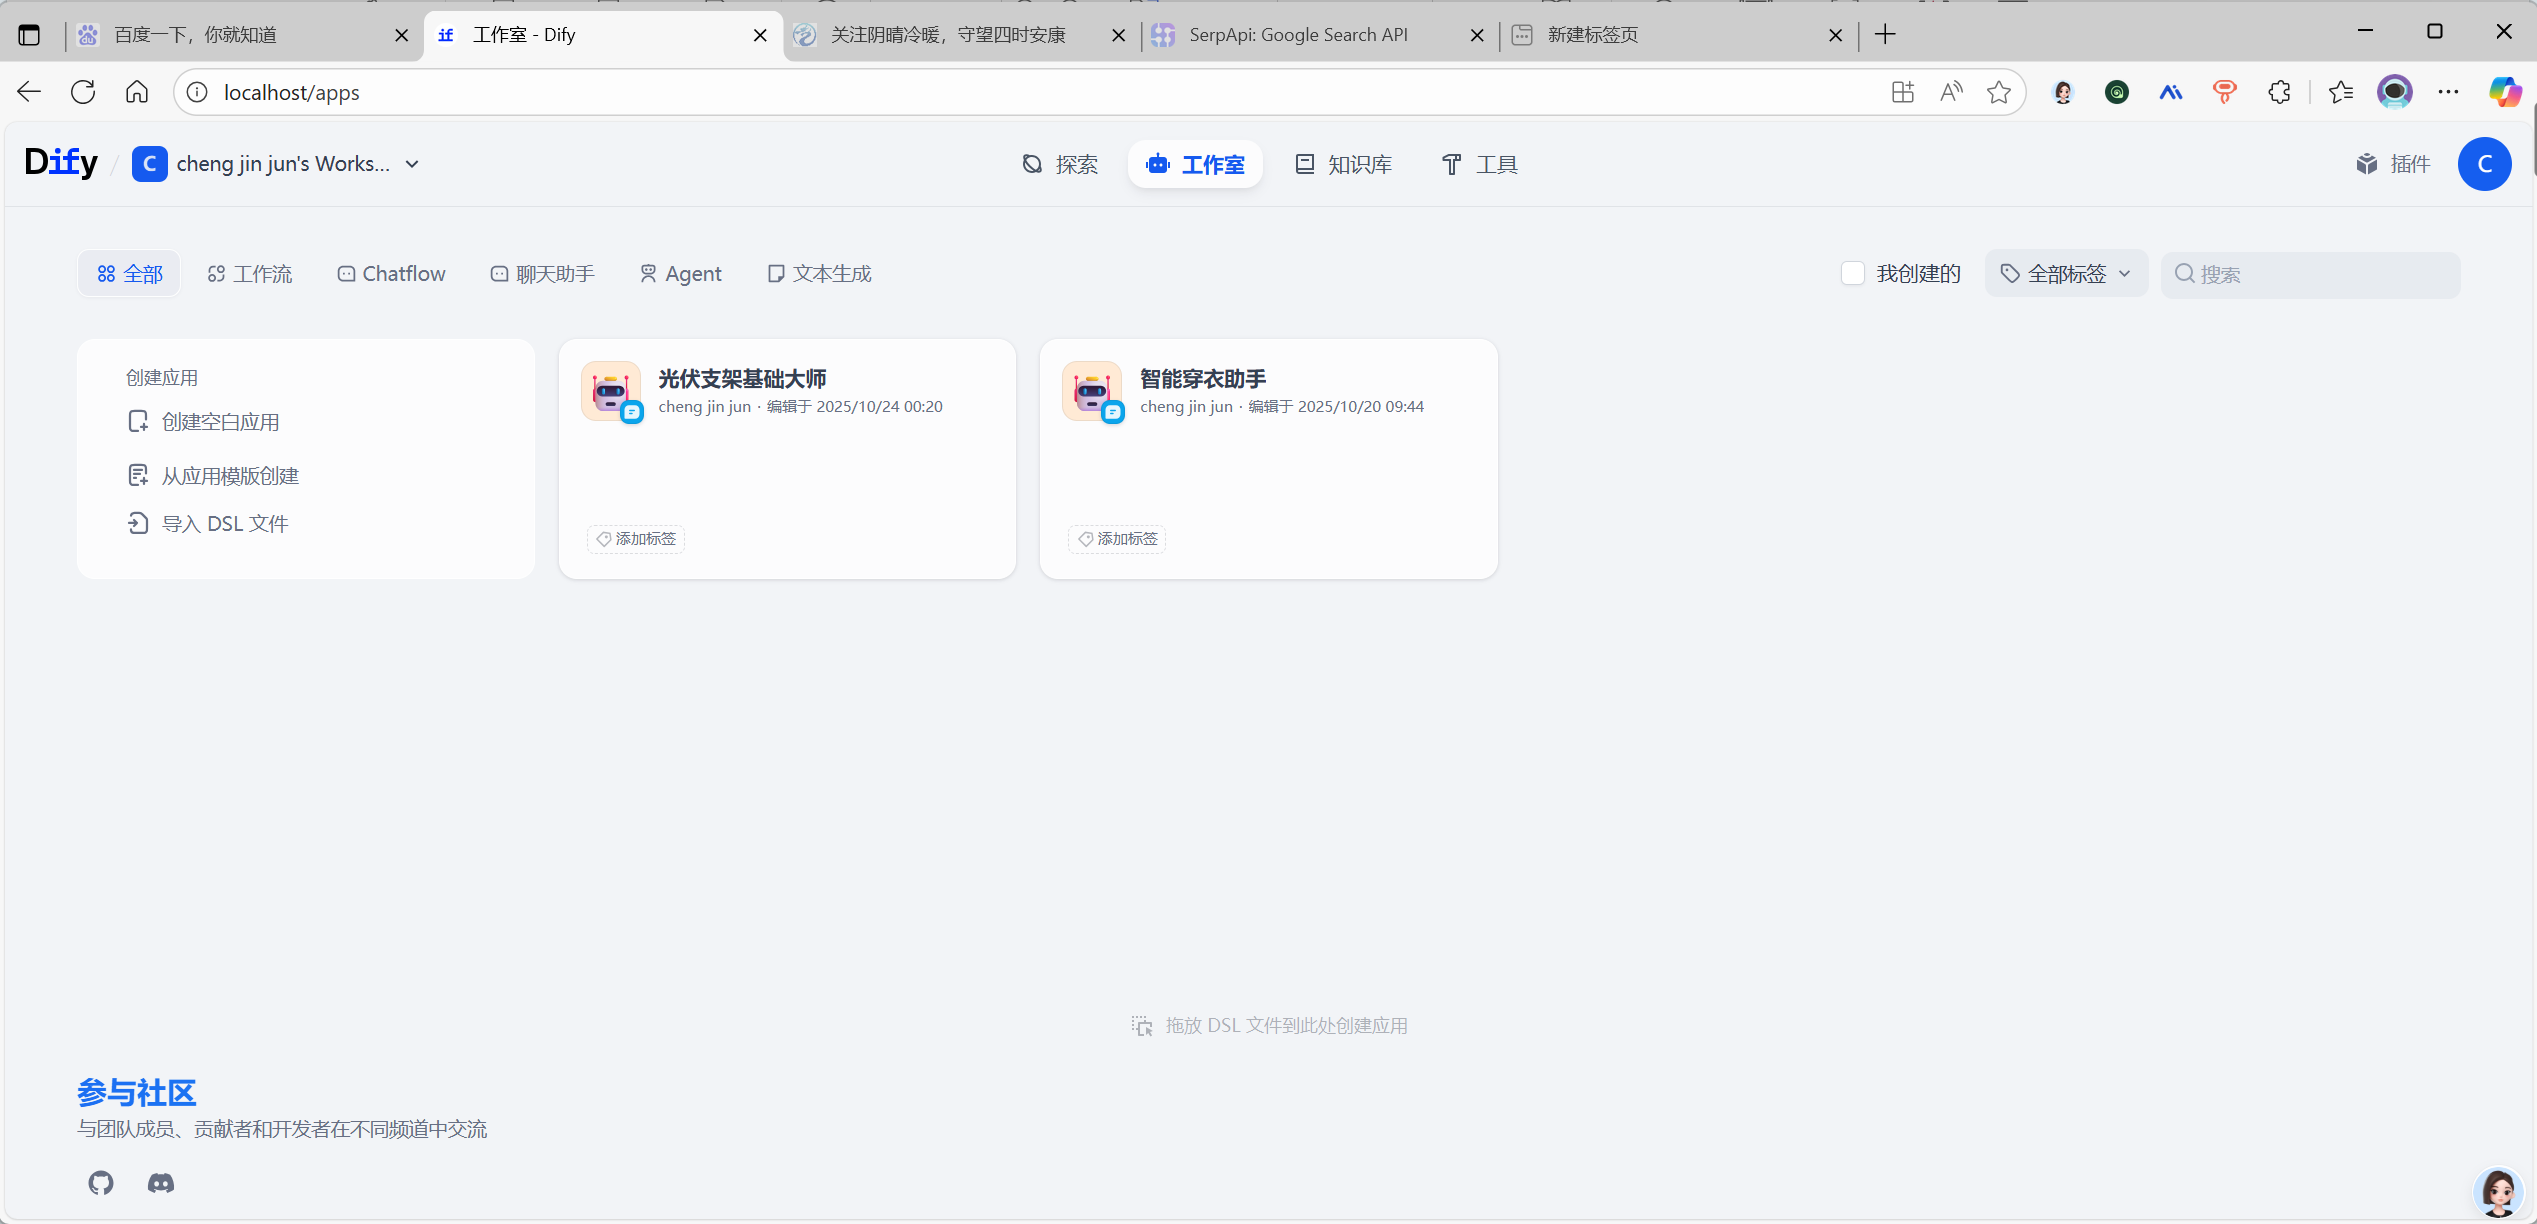 百度一下，你就知道
工作室 - Dify
关注阴晴冷暖，守望四时安康
SerpApi: Google Search API
新建标签页
localhost/apps
Dify / C cheng jin jun's Works...
探索
工作室
知识库
工具
插件
C
全部
工作流
Chatflow
聊天助手
Agent
文本生成
我创建的
全部标签
搜索
创建应用
创建空白应用
从应用模版创建
导入 DSL 文件
光伏支架基础大师
cheng jin jun · 编辑于 2025/10/24 00:20
添加标签
智能穿衣助手
cheng jin jun · 编辑于 2025/10/20 09:44
添加标签
拖放 DSL 文件到此处创建应用
参与社区
与团队成员、贡献者和开发者在不同频道中交流